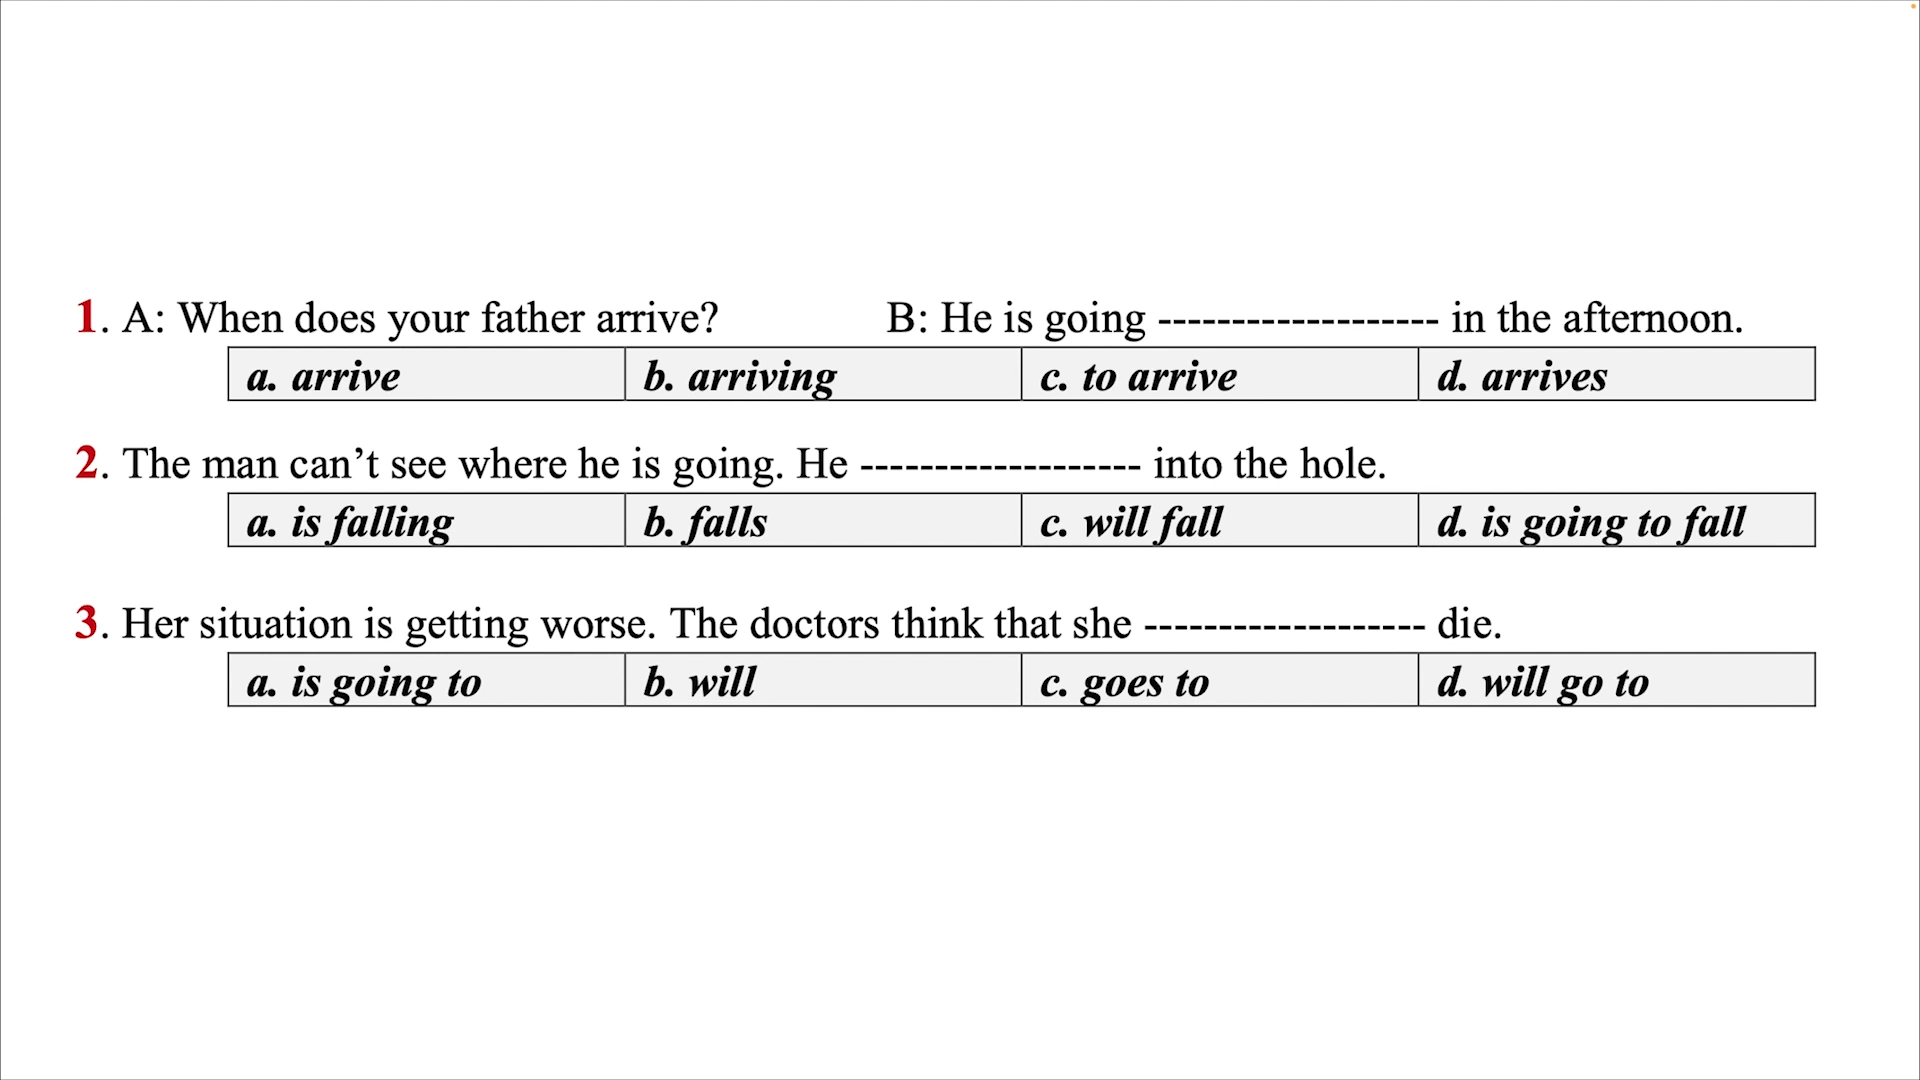 1. A: When does your father arrive? B: He is going ------------------- in the afternoon.
a. arrive b. arriving c. to arrive d. arrives
2. The man can’t see where he is going. He ------------------- into the hole.
a. is falling b. falls c. will fall d. is going to fall
3. Her situation is getting worse. The doctors think that she ------------------- die.
a. is going to b. will c. goes to d. will go to